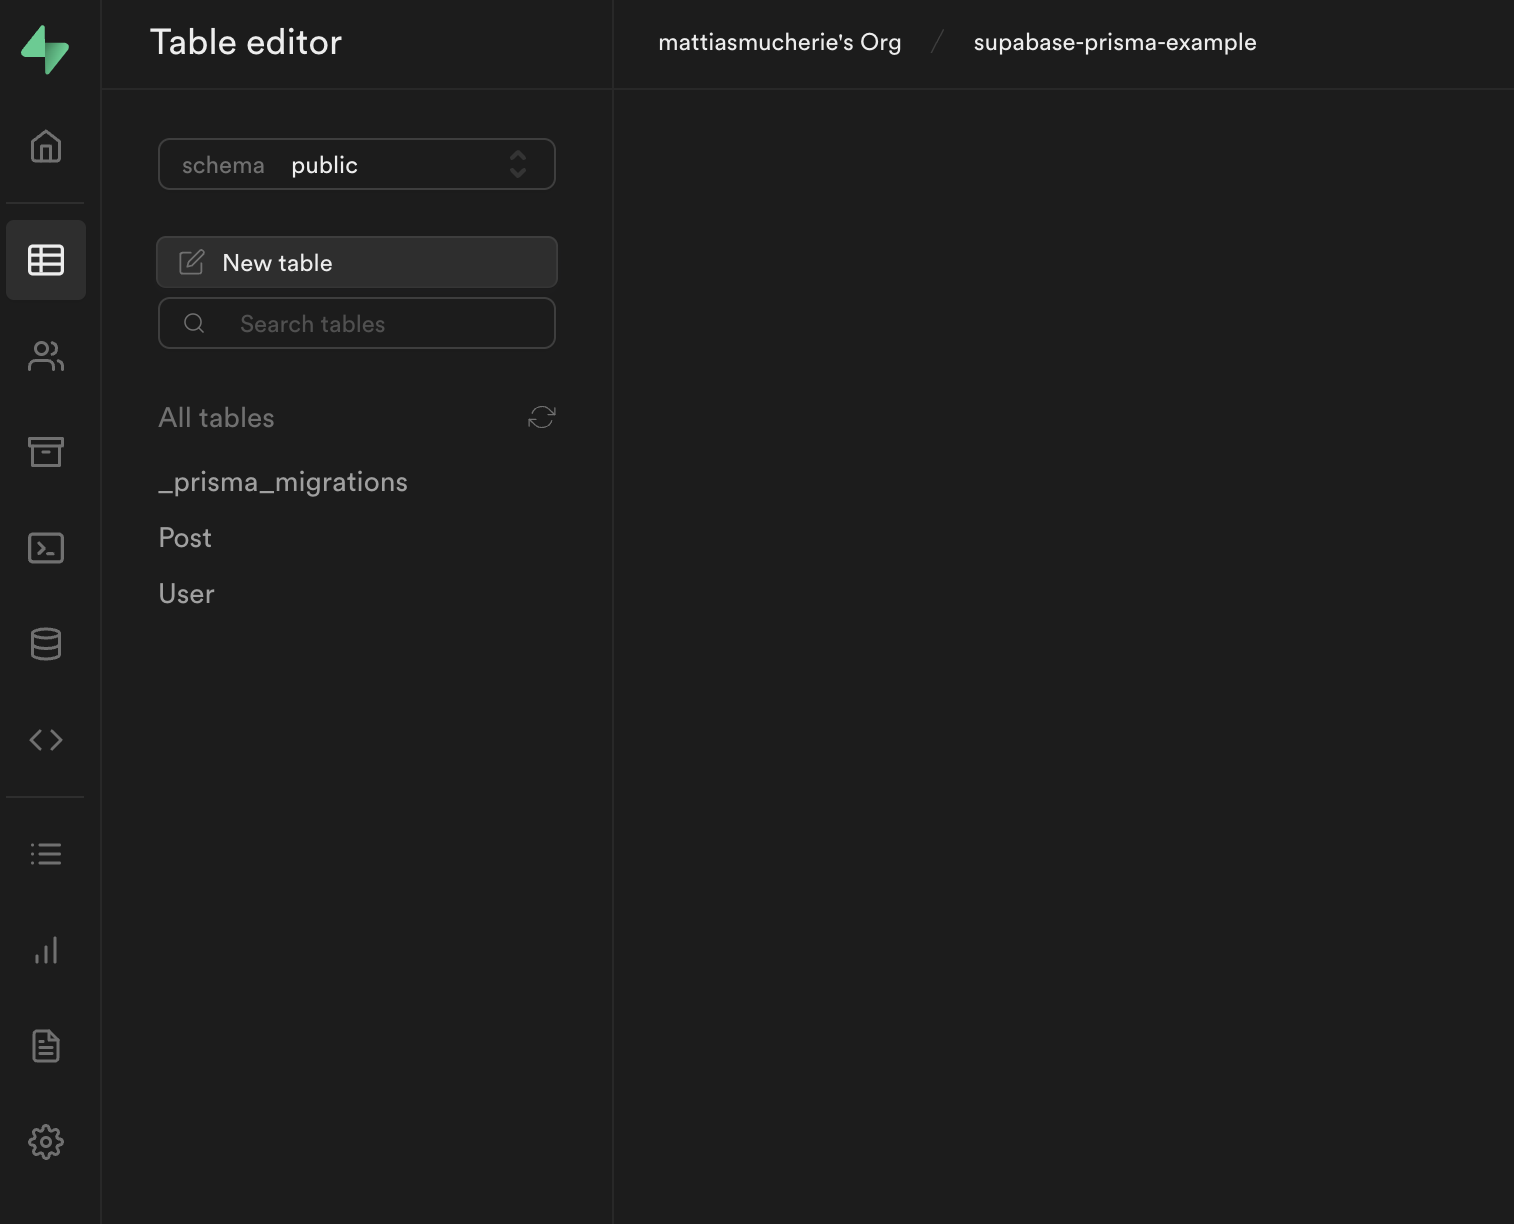 Table editor
mattiasmucherie's Org / supabase-prisma-example
schema public
New table
Search tables
All tables
_prisma_migrations
Post
User